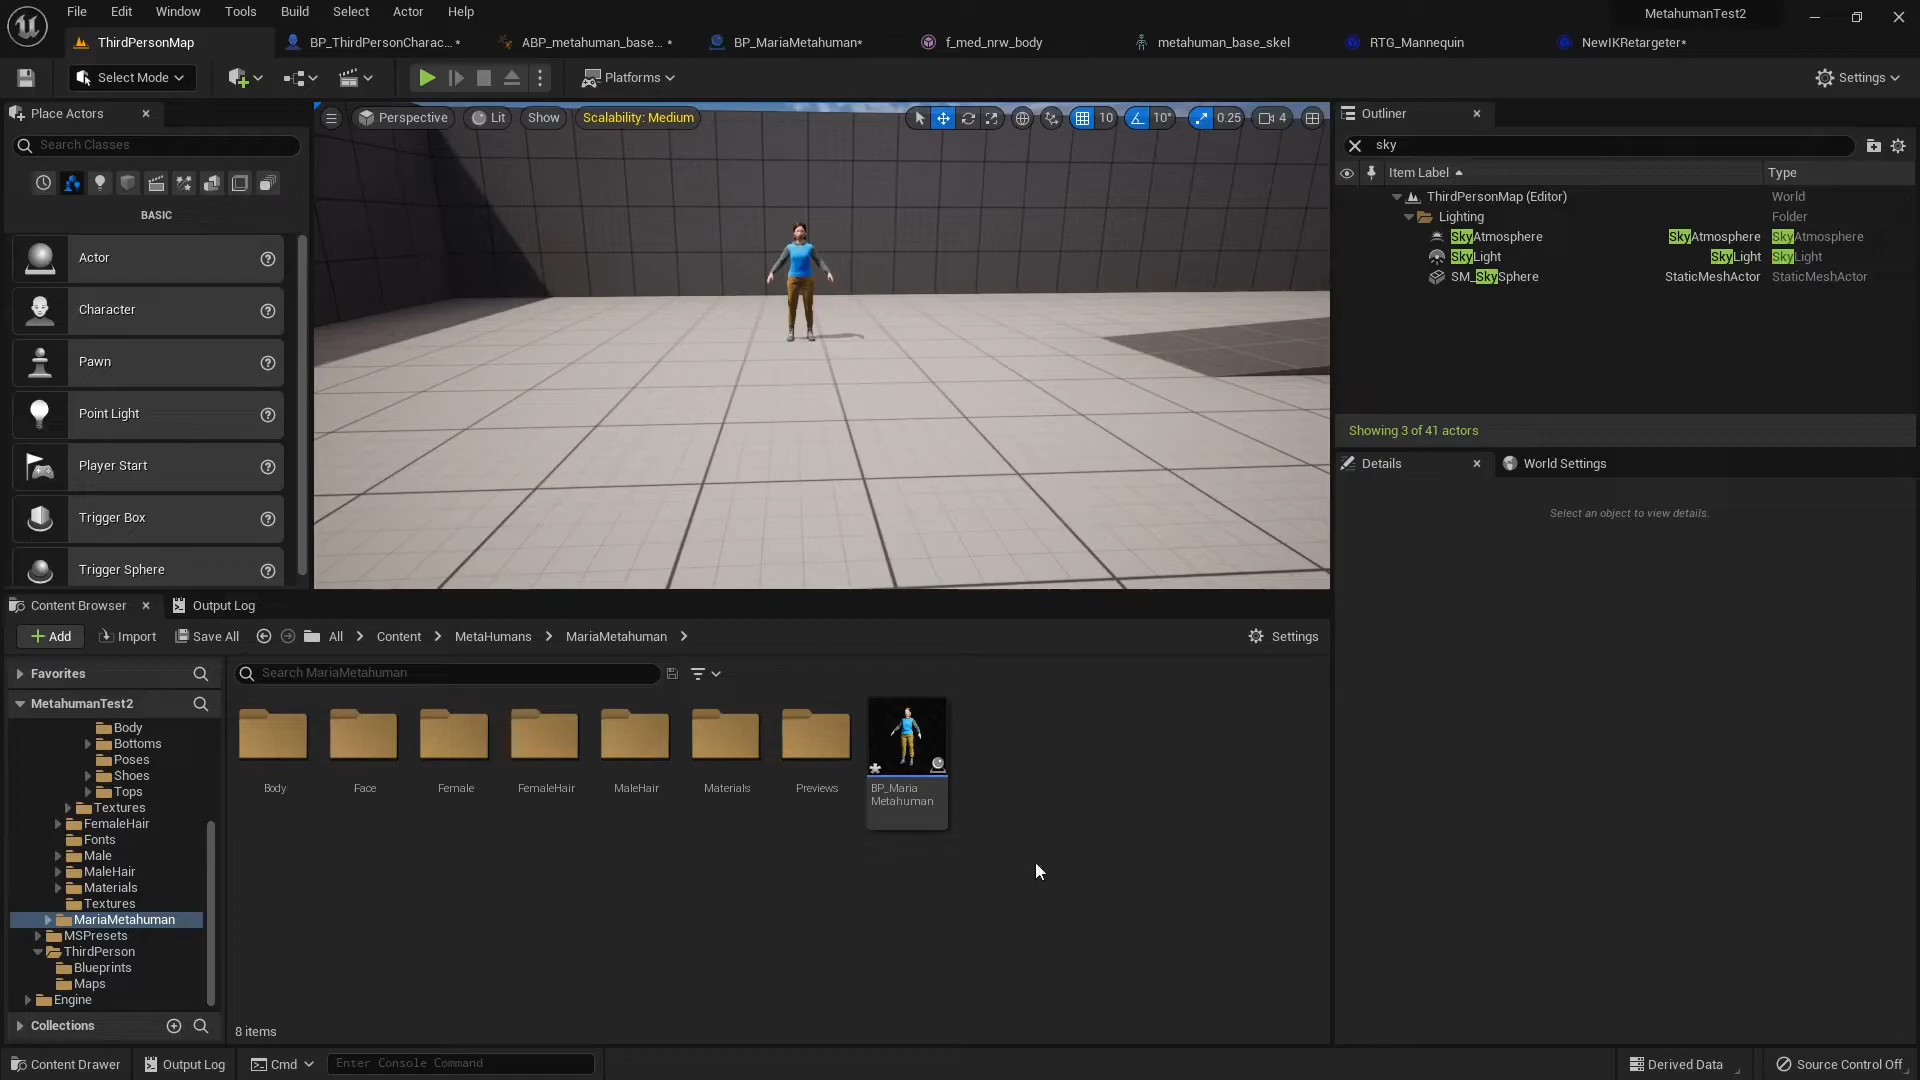 File Edit Window Tools Build Select Actor Help
MetahumanTest2
ThirdPersonMap
BP_ThirdPersonCharac... *
ABP_metahuman_base... *
BP_MariaMetahuman*
f_med_nrw_body
metahuman_base_skel
RTG_Mannequin
NewIKRetargeter*
Select Mode
Platforms
Settings
Place Actors
Search Classes
BASIC
Actor
Character
Pawn
Point Light
Player Start
Trigger Box
Trigger Sphere
Perspective
Lit
Show
Scalability: Medium
10
10°
0.25
4
Outliner
sky
Item Label
Type
ThirdPersonMap (Editor) World
Lighting Folder
SkyAtmosphere SkyAtmosphere SkyAtmosphere
SkyLight SkyLight SkyLight
SM_SkySphere StaticMeshActor StaticMeshActor
Showing 3 of 41 actors
Details
World Settings
Select an object to view details.
Content Browser
Output Log
Add
Import
Save All
All
Content
MetaHumans
MariaMetahuman
Settings
Favorites
MetahumanTest2
Body
Bottoms
Poses
Shoes
Tops
Textures
FemaleHair
Fonts
Male
MaleHair
Materials
Textures
MariaMetahuman
MSPresets
ThirdPerson
Blueprints
Maps
Engine
Collections
Search MariaMetahuman
Body
Face
Female
FemaleHair
MaleHair
Materials
Previews
BP_Maria
Metahuman
8 items
Content Drawer
Output Log
Cmd
Enter Console Command
Derived Data
Source Control Off